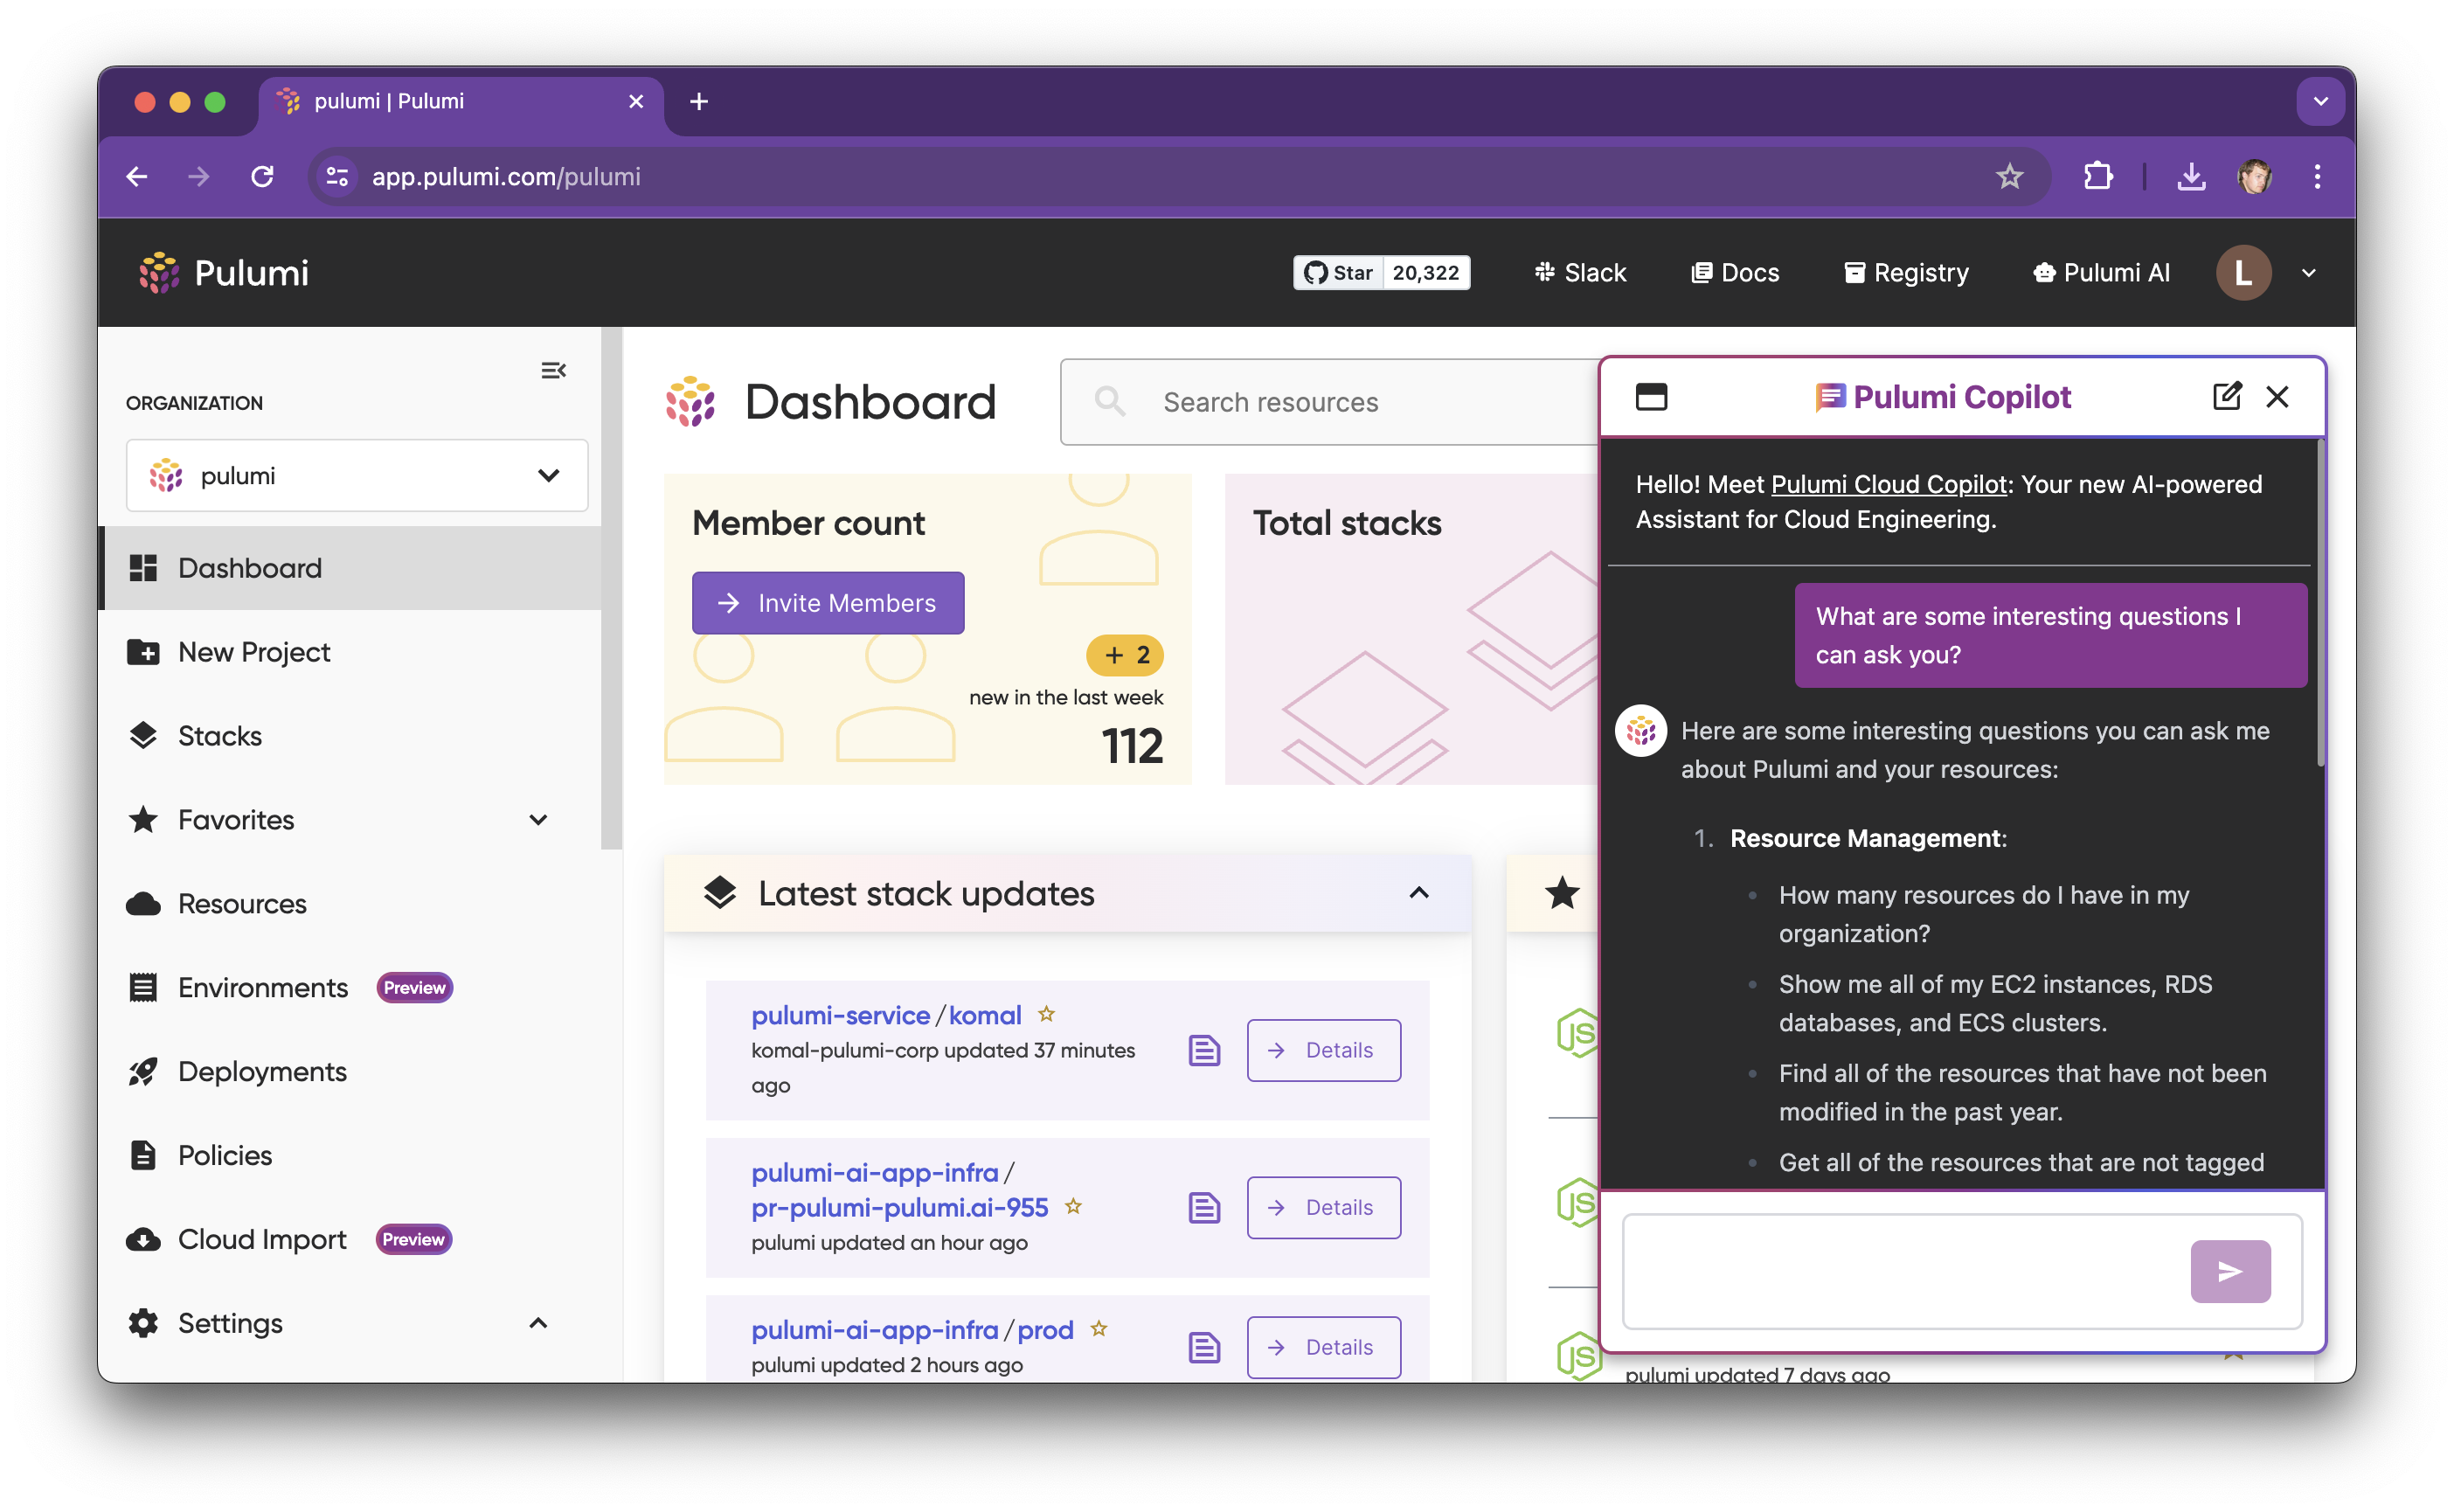 pulumi | Pulumi
app.pulumi.com/pulumi
Pulumi
Star 20,322
Slack
Docs
Registry
Pulumi AI
L
ORGANIZATION
pulumi
Dashboard
New Project
Stacks
Favorites
Resources
Environments Preview
Deployments
Policies
Cloud Import Preview
Settings
Dashboard
Search resources
Member count
Invite Members
+ 2
new in the last week
112
Total stacks
Latest stack updates
pulumi-service/komal
komal-pulumi-corp updated 37 minutes
ago
Details
pulumi-ai-app-infra/
pr-pulumi-pulumi.ai-955
pulumi updated an hour ago
Details
pulumi-ai-app-infra/prod
pulumi updated 2 hours ago
Details
JS
JS
JS
pulumi updated 7 days ago
Pulumi Copilot
Hello! Meet Pulumi Cloud Copilot: Your new AI-powered
Assistant for Cloud Engineering.
What are some interesting questions I
can ask you?
Here are some interesting questions you can ask me
about Pulumi and your resources:
1. Resource Management:
• How many resources do I have in my
organization?
• Show me all of my EC2 instances, RDS
databases, and ECS clusters.
• Find all of the resources that have not been
modified in the past year.
• Get all of the resources that are not tagged